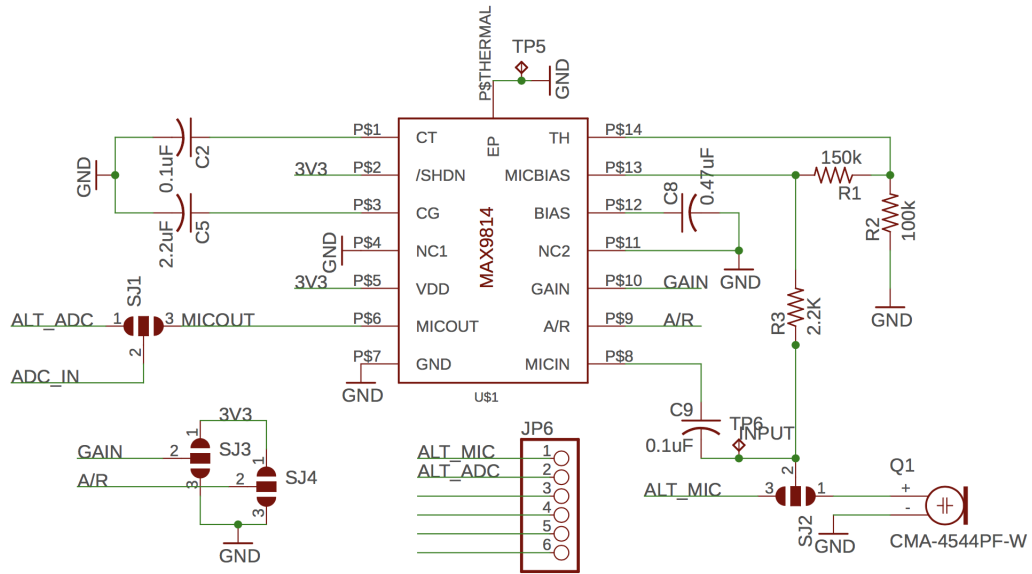 P$THERMAL
TP5
GND
P$1
CT
EP
TH
P$14
0.1uF
C2
GND
3V3
P$2
/SHDN
MICBIAS
P$13
150k
R1
C8
0.47uF
P$3
CG
BIAS
P$12
2.2uF
C5
R2
100k
GND
P$4
NC1
MAX9814
NC2
P$11
GND
3V3
P$5
VDD
GAIN
P$10
GAIN
SJ1
R3
2.2K
GND
ALT_ADC
1
3
MICOUT
P$6
MICOUT
A/R
P$9
A/R
2
ADC_IN
P$7
GND
MICIN
P$8
GND
U$1
3V3
C9
0.1uF
TP6
INPUT
JP6
1
GAIN
2
SJ3
3
A/R
1
2
SJ4
3
GND
ALT_MIC
1
ALT_ADC
2
3
4
5
6
2
ALT_MIC
3
1
SJ2
GND
Q1
+
-
CMA-4544PF-W